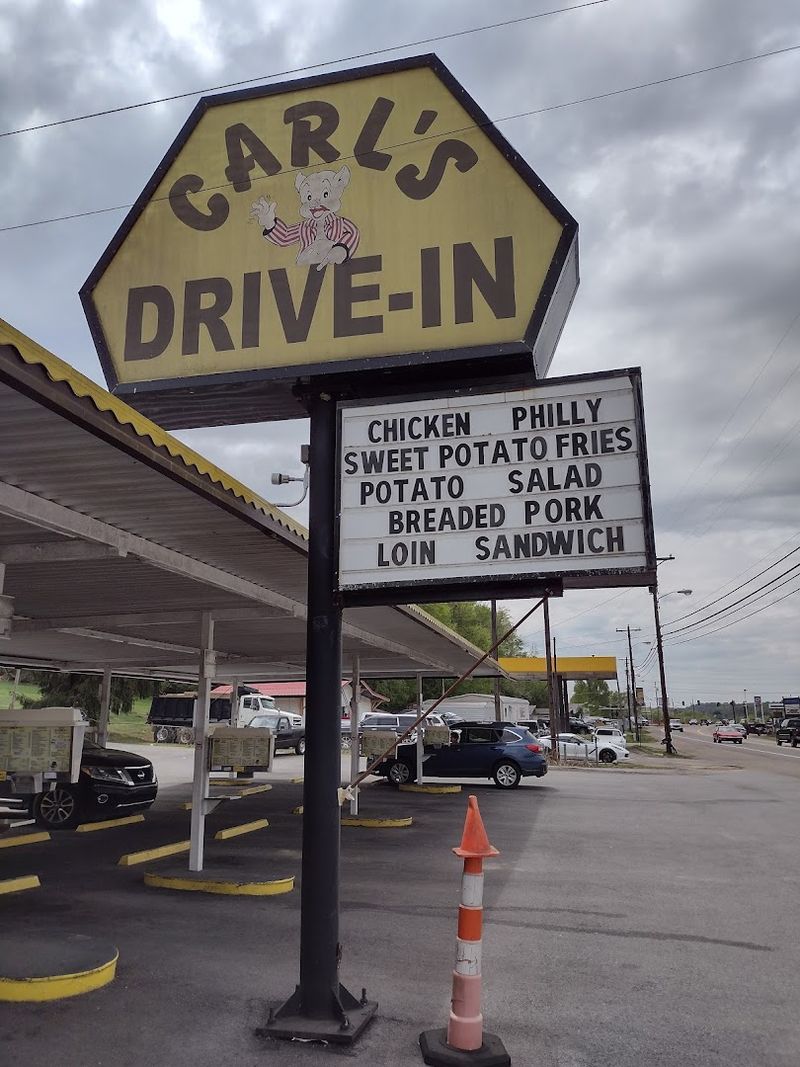 CARL'S
DRIVE-IN
CHICKEN PHILLY
SWEET POTATO FRIES
POTATO SALAD
BREADED PORK
LOIN SANDWICH